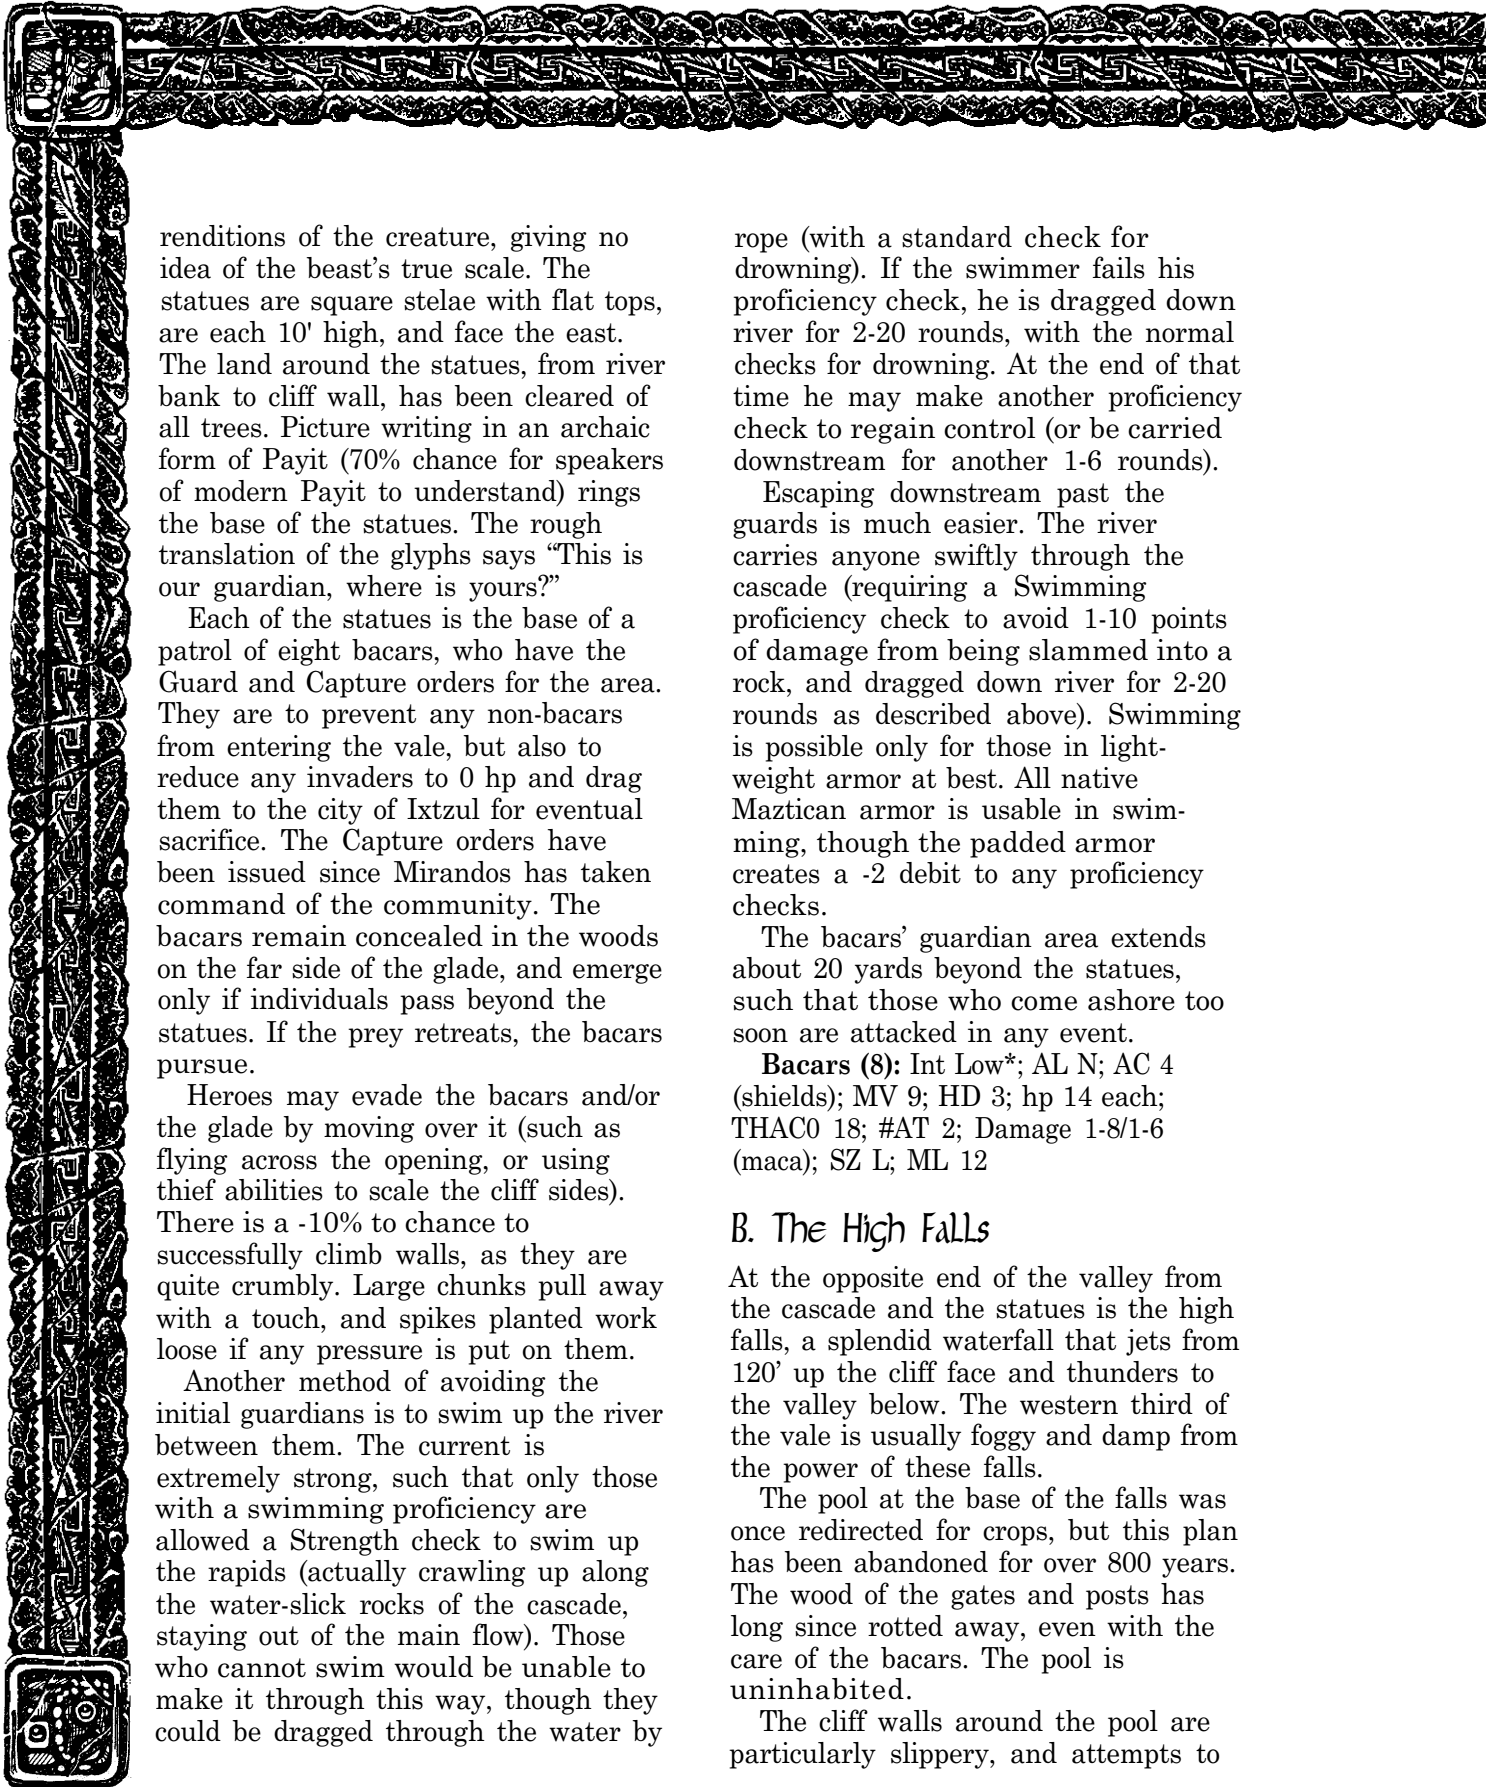 renditions of the creature, giving no
idea of the beast's true scale. The
statues are square stelae with flat tops,
are each 10' high, and face the east.
The land around the statues, from river
bank to cliff wall, has been cleared of
all trees. Picture writing in an archaic
form of Payit (70% chance for speakers
of modern Payit to understand) rings
the base of the statues. The rough
translation of the glyphs says “This is
our guardian, where is yours?”
Each of the statues is the base of a
patrol of eight bacars, who have the
Guard and Capture orders for the area.
They are to prevent any non-bacars
from entering the vale, but also to
reduce any invaders to 0 hp and drag
them to the city of Ixtzul for eventual
sacrifice. The Capture orders have
been issued since Mirandos has taken
command of the community. The
bacars remain concealed in the woods
on the far side of the glade, and emerge
only if individuals pass beyond the
statues. If the prey retreats, the bacars
pursue.
Heroes may evade the bacars and/or
the glade by moving over it (such as
flying across the opening, or using
thief abilities to scale the cliff sides).
There is a -10% to chance to
successfully climb walls, as they are
quite crumbly. Large chunks pull away
with a touch, and spikes planted work
loose if any pressure is put on them.
Another method of avoiding the
initial guardians is to swim up the river
between them. The current is
extremely strong, such that only those
with a swimming proficiency are
allowed a Strength check to swim up
the rapids (actually crawling up along
the water-slick rocks of the cascade,
staying out of the main flow). Those
who cannot swim would be unable to
make it through this way, though they
could be dragged through the water by
rope (with a standard check for
drowning). If the swimmer fails his
proficiency check, he is dragged down
river for 2-20 rounds, with the normal
checks for drowning. At the end of that
time he may make another proficiency
check to regain control (or be carried
downstream for another 1-6 rounds).
Escaping downstream past the
guards is much easier. The river
carries anyone swiftly through the
cascade (requiring a Swimming
proficiency check to avoid 1-10 points
of damage from being slammed into a
rock, and dragged down river for 2-20
rounds as described above). Swimming
is possible only for those in light-
weight armor at best. All native
Maztican armor is usable in swim-
ming, though the padded armor
creates a -2 debit to any proficiency
checks.
The bacars' guardian area extends
about 20 yards beyond the statues,
such that those who come ashore too
soon are attacked in any event.
Bacars (8): Int Low*; AL N; AC 4
(shields); MV 9; HD 3; hp 14 each;
THAC0 18; #AT 2; Damage 1-8/1-6
(maca); SZ L; ML 12
B. The High Falls
At the opposite end of the valley from
the cascade and the statues is the high
falls, a splendid waterfall that jets from
120’ up the cliff face and thunders to
the valley below. The western third of
the vale is usually foggy and damp from
the power of these falls.
The pool at the base of the falls was
once redirected for crops, but this plan
has been abandoned for over 800 years.
The wood of the gates and posts has
long since rotted away, even with the
care of the bacars. The pool is
uninhabited.
The cliff walls around the pool are
particularly slippery, and attempts to